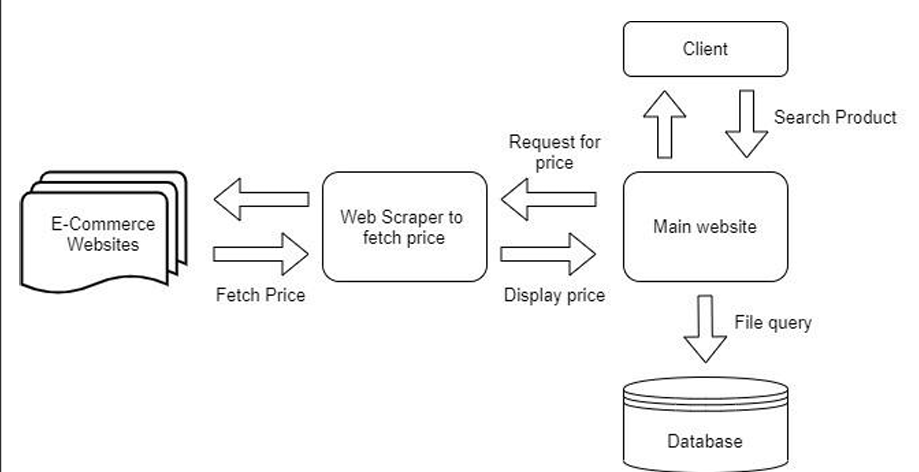 Client
Search Product
Request for
price
E-Commerce
Websites
Web Scraper to
fetch price
Main website
Fetch Price
Display price
File query
Database